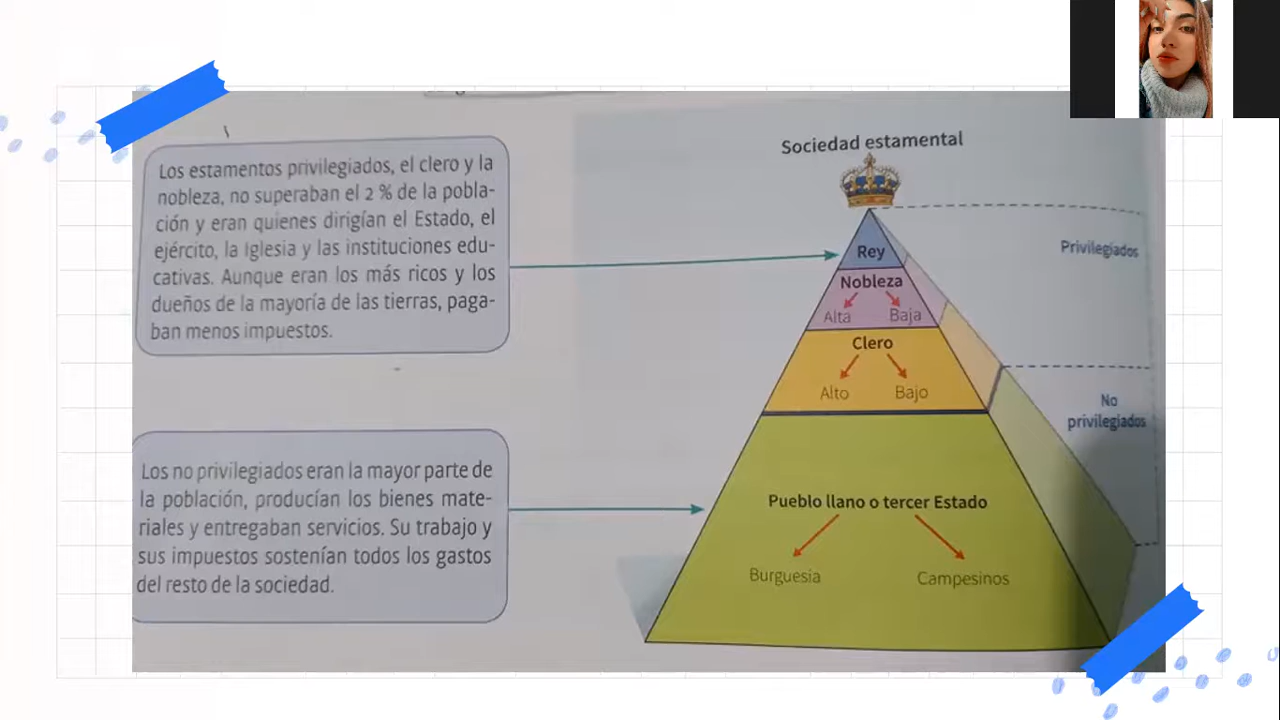 Los estamentos privilegiados, el clero y la
nobleza, no superaban el 2 % de la pobla-
ción y eran quienes dirigían el Estado, el
ejército, la Iglesia y las instituciones edu-
cativas. Aunque eran los más ricos y los
dueños de la mayoría de las tierras, paga-
ban menos impuestos.
Los no privilegiados eran la mayor parte de
la población, producían los bienes mate-
riales y entregaban servicios. Su trabajo y
sus impuestos sostenían todos los gastos
del resto de la sociedad.
Sociedad estamental
Rey
Nobleza
Alta Baja
Clero
Alto Bajo
Pueblo llano o tercer Estado
Burguesia Campesinos
Privilegiados
No
privilegiados